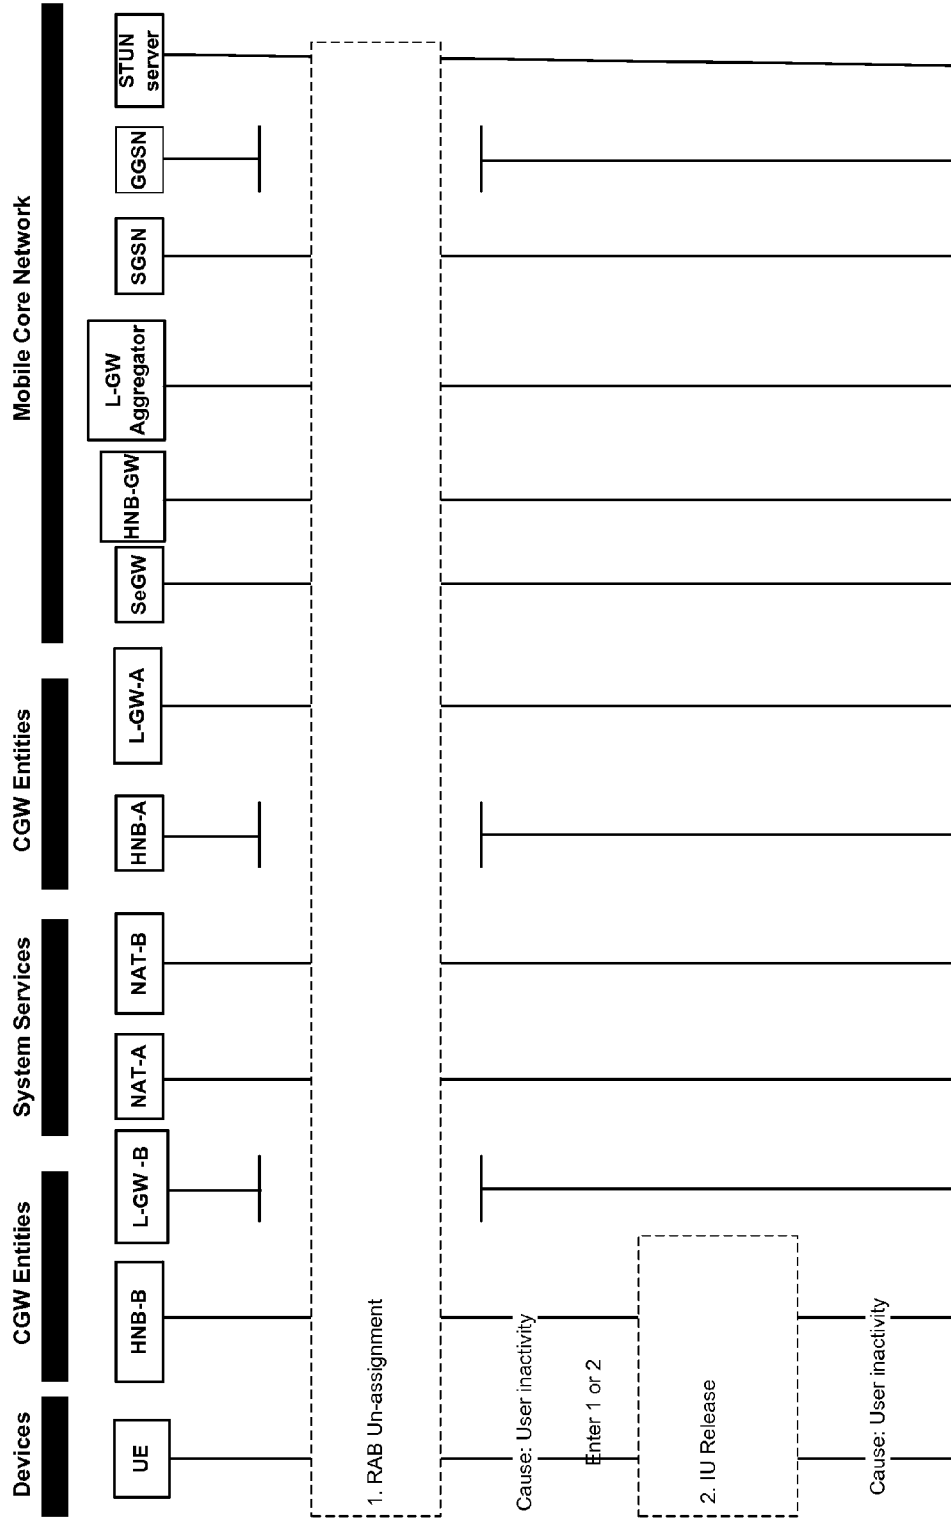 Devices
CGW Entities
System Services
CGW Entities
Mobile Core Network
UE
HNB-B
L-GW -B
NAT-A
NAT-B
HNB-A
L-GW-A
SeGW
HNB-GW
L-GW
Aggregator
SGSN
GGSN
STUN
server
1. RAB Un-assignment
Cause: User inactivity
Enter 1 or 2
2. IU Release
Cause: User inactivity